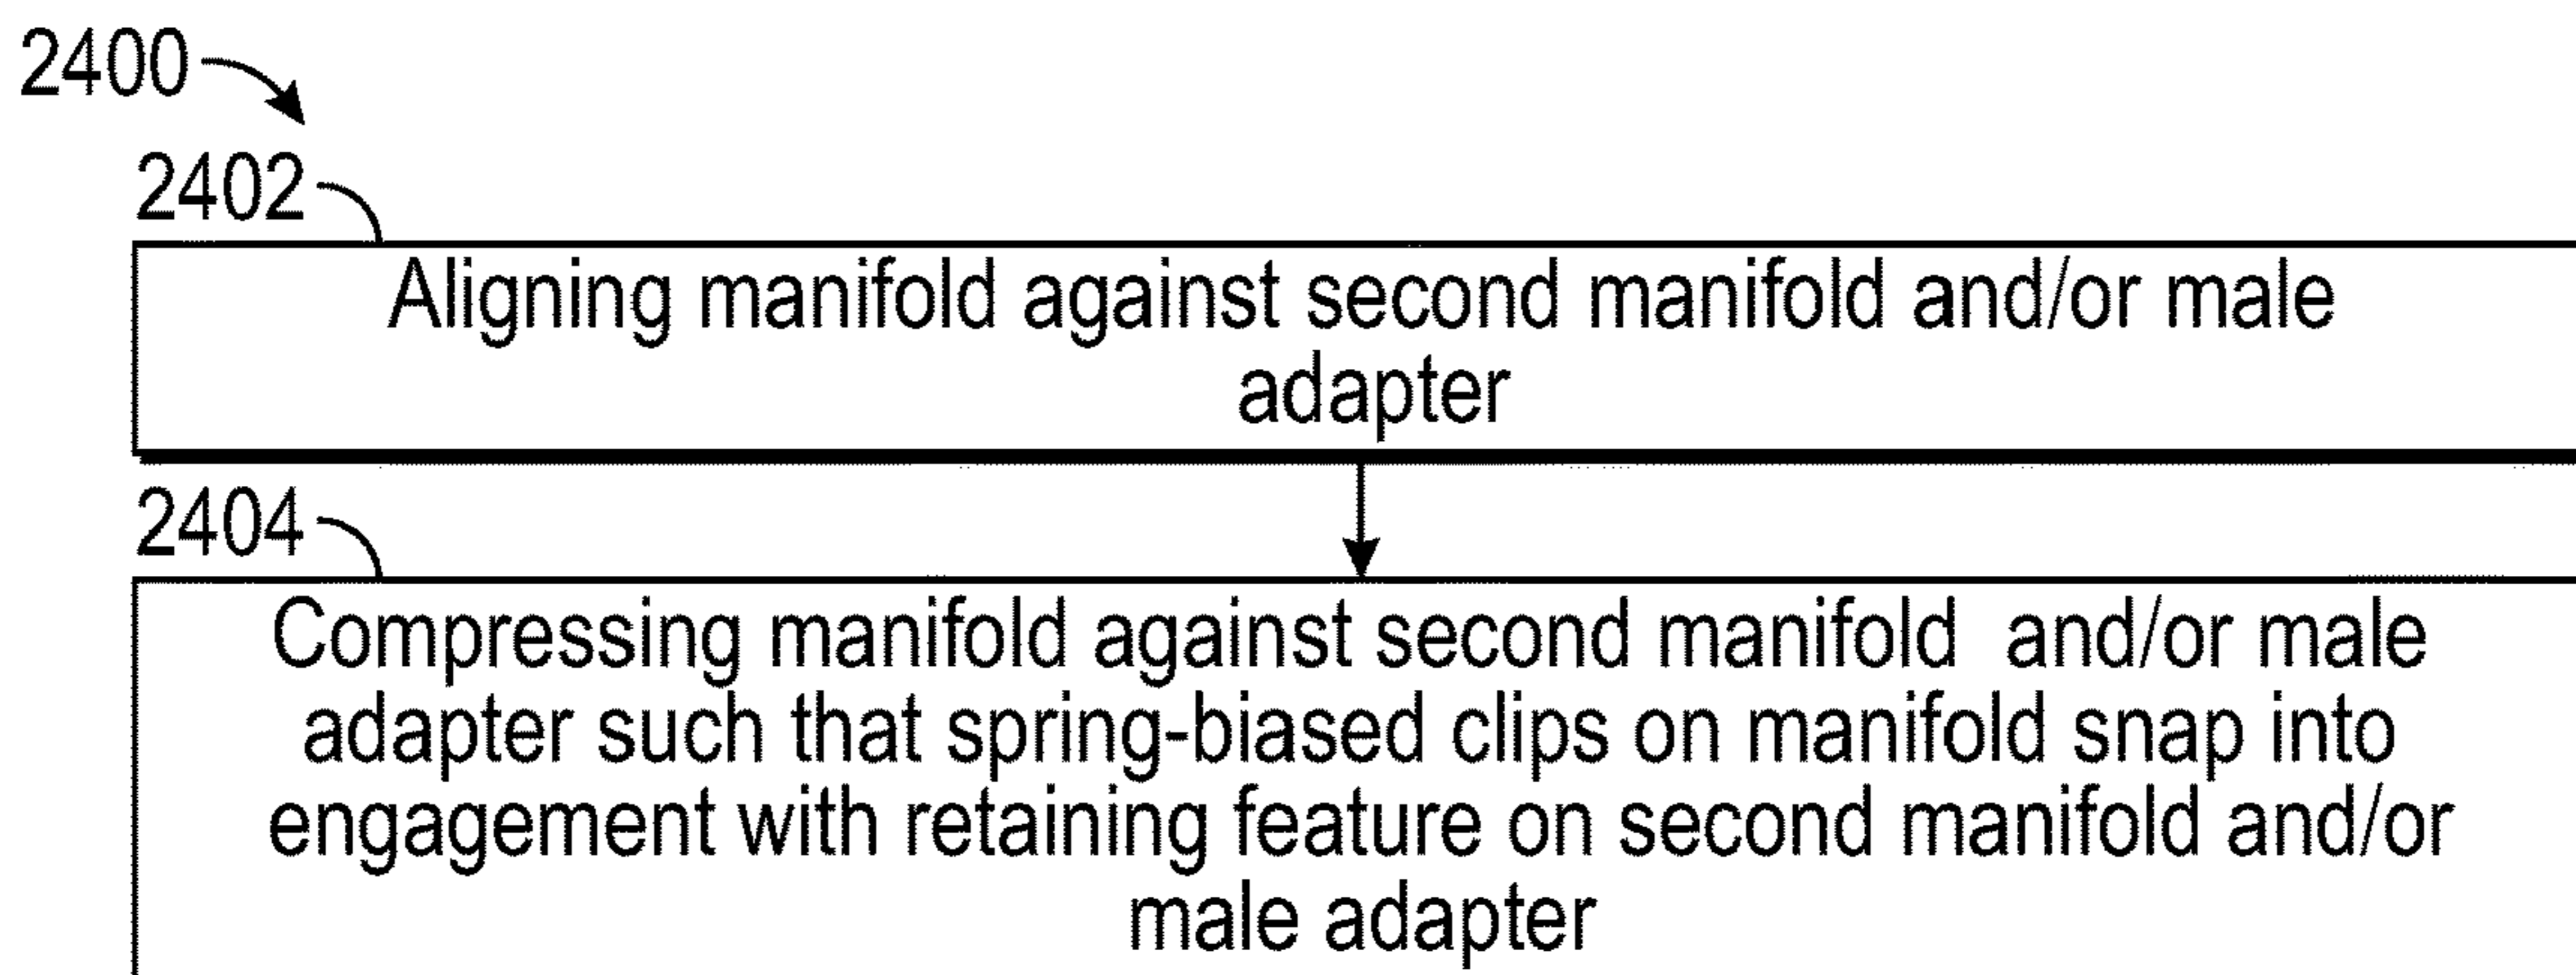 2400
2402
Aligning manifold against second manifold and/or male
adapter
2404
Compressing manifold against second manifold and/or male
adapter such that spring-biased clips on manifold snap into
engagement with retaining feature on second manifold and/or
male adapter